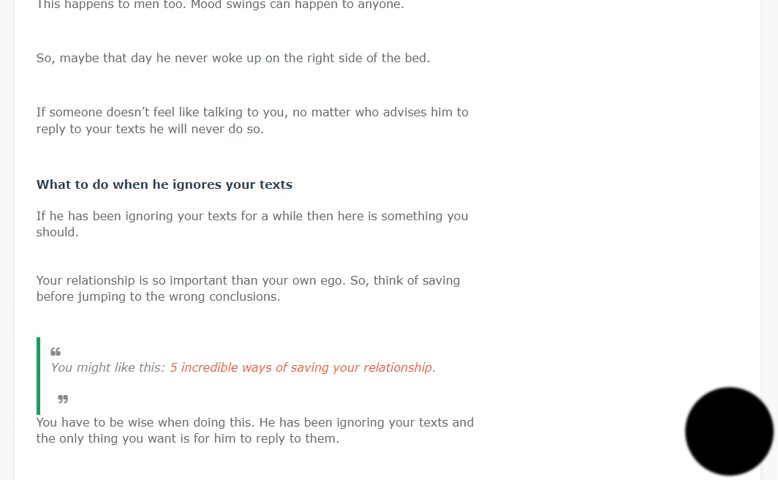 This happens to men too. Mood swings can happen to anyone.
So, maybe that day he never woke up on the right side of the bed.
If someone doesn’t feel like talking to you, no matter who advises him to
reply to your texts he will never do so.
What to do when he ignores your texts
If he has been ignoring your texts for a while then here is something you
should.
Your relationship is so important than your own ego. So, think of saving
before jumping to the wrong conclusions.
❝
You might like this: 5 incredible ways of saving your relationship.
❞
You have to be wise when doing this. He has been ignoring your texts and
the only thing you want is for him to reply to them.